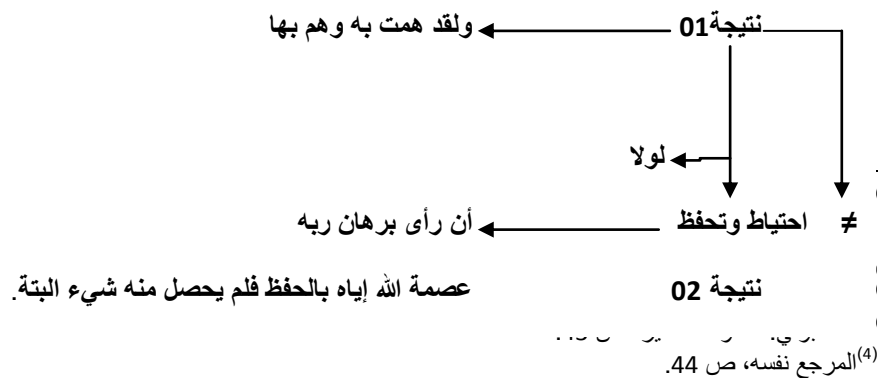 نتيجة01 ولقد همت به وهم بها
لولا
≠ احتياط وتحفظ أن رأى برهان ربه
نتيجة 02 عصمة الله إياه بالحفظ فلم يحصل منه شيء البتة.
(4)المرجع نفسه، ص 44.